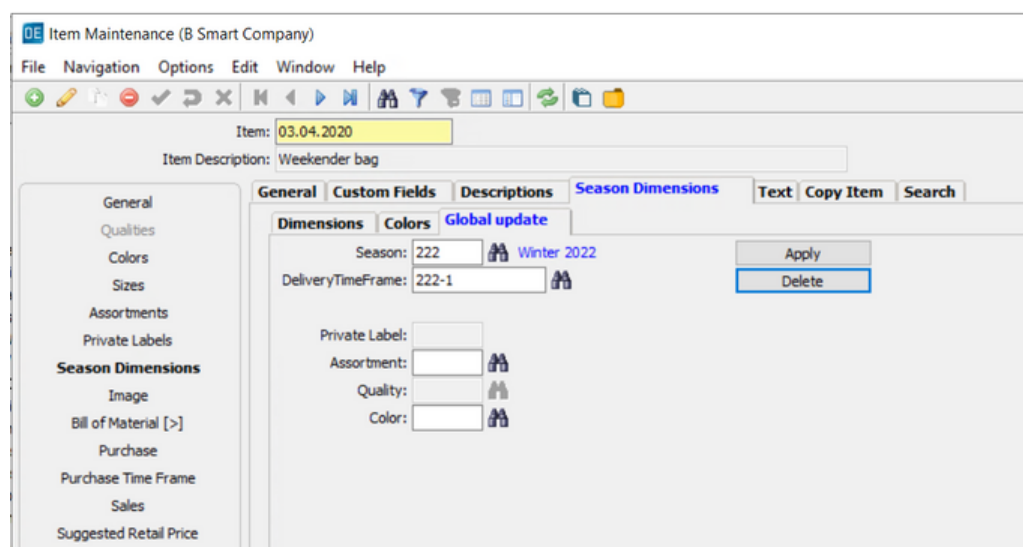 OE Item Maintenance (B Smart Company)
File Navigation Options Edit Window Help
Item: 03.04.2020
Item Description: Weekender bag
General Custom Fields Descriptions Season Dimensions Text Copy Item Search
Dimensions Colors Global update
General
Qualities
Colors
Sizes
Assortments
Private Labels
Season Dimensions
Image
Bill of Material [>]
Purchase
Purchase Time Frame
Sales
Suggested Retail Price
Season: 222 Winter 2022 Apply
DeliveryTimeFrame: 222-1 Delete
Private Label:
Assortment:
Quality:
Color: